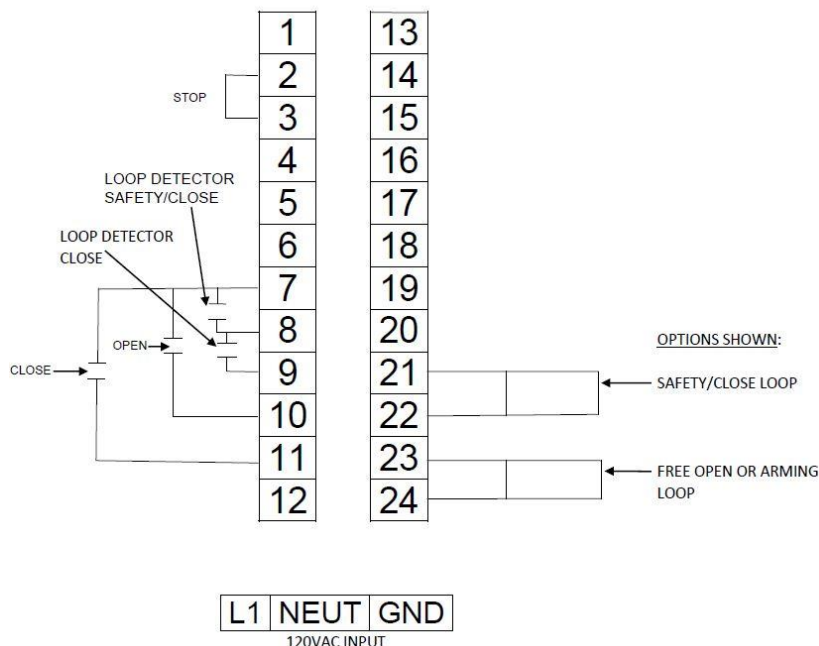 1
2
3
4
5
6
7
8
9
10
11
12
13
14
15
16
17
18
19
20
21
22
23
24
STOP
LOOP DETECTOR
SAFETY/CLOSE
LOOP DETECTOR
CLOSE
OPEN
CLOSE
OPTIONS SHOWN:
SAFETY/CLOSE LOOP
FREE OPEN OR ARMING
LOOP
L1 NEUT GND
120VAC INPUT